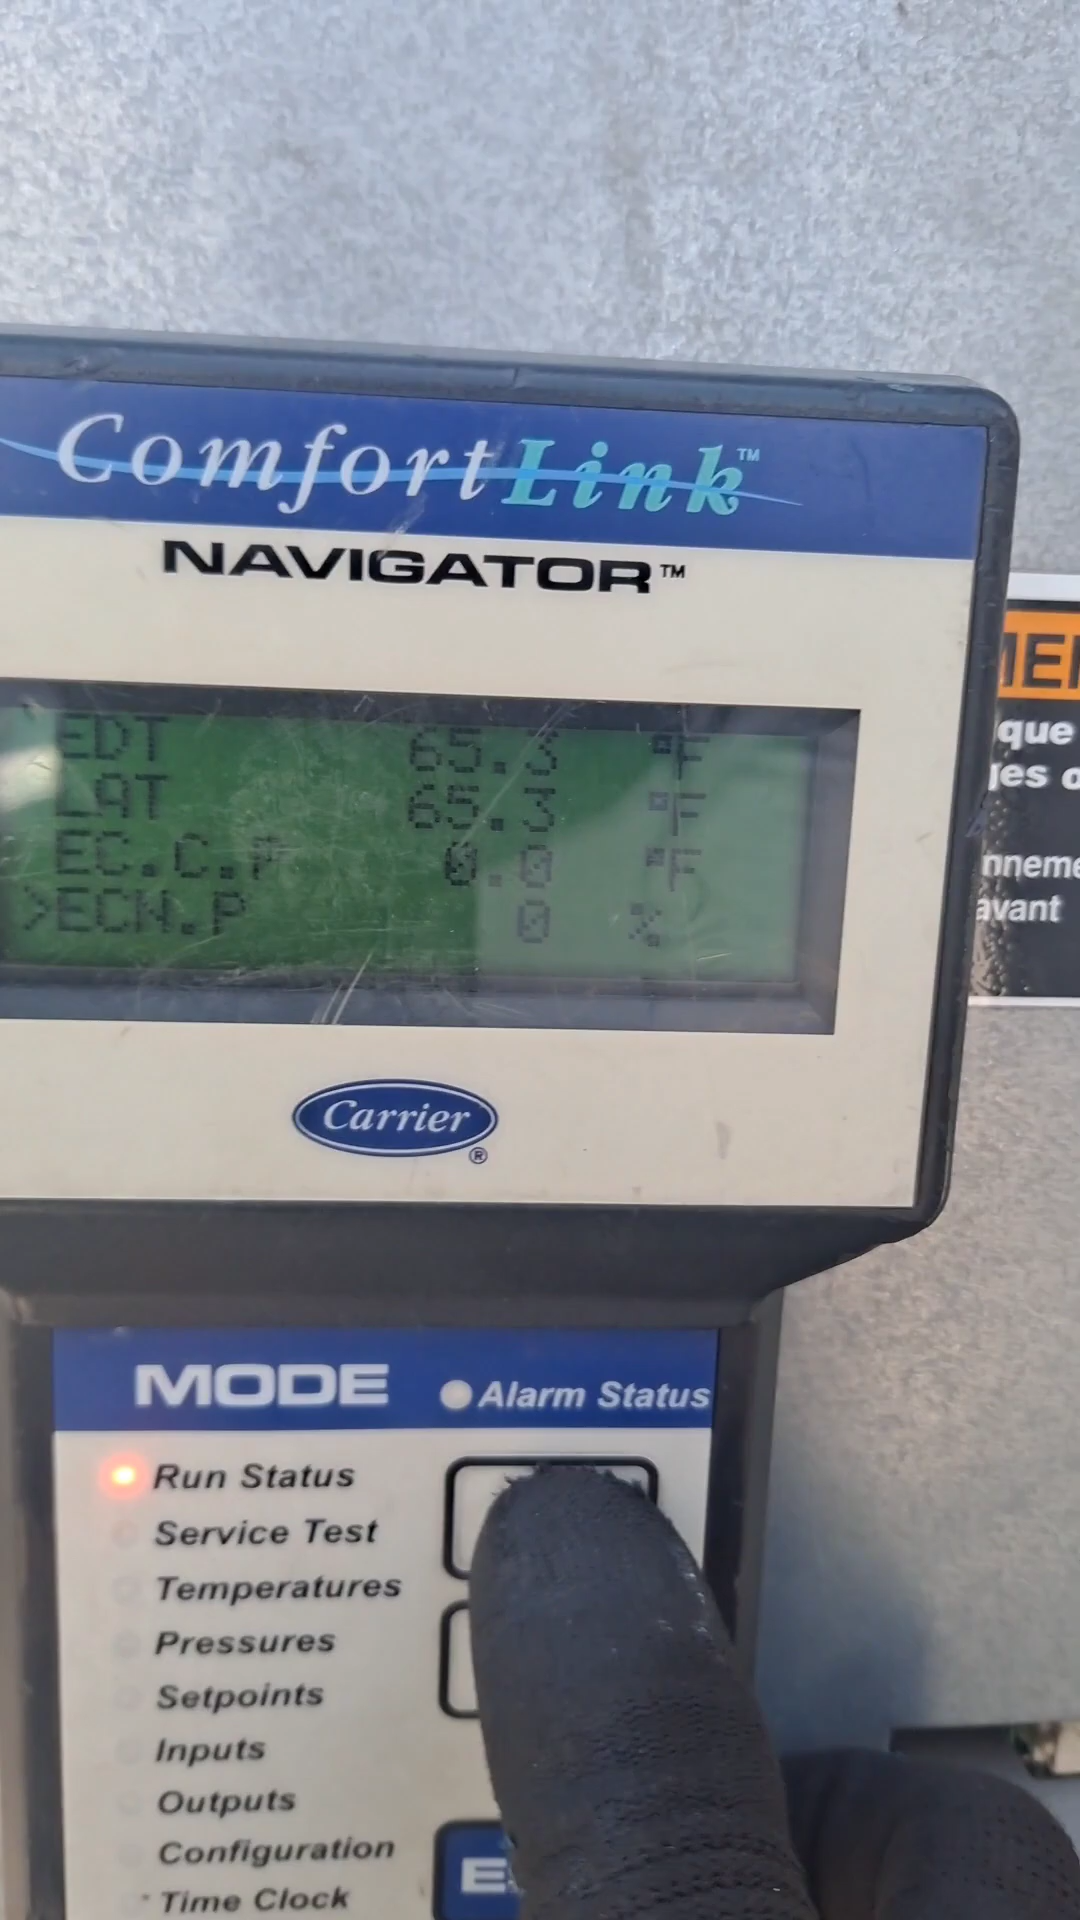 ComfortLink™
NAVIGATOR™
EDT 65.3 °F
LAT 65.3 °F
EC.C.P 0.0 °F
>ECN.P 0 %
que
avant
Carrier®
MODE
Alarm Status
Run Status
Service Test
Temperatures
Pressures
Setpoints
Inputs
Outputs
Configuration
Time Clock